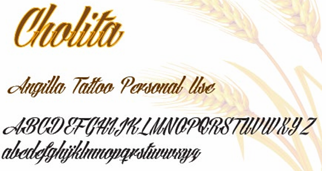 Cholita
Angilla Tattoo Personal Use
ABCDEFGHIJKLMNOPQRSTUVWXYZ
abcdefghijklmnopqrstuvwxyz